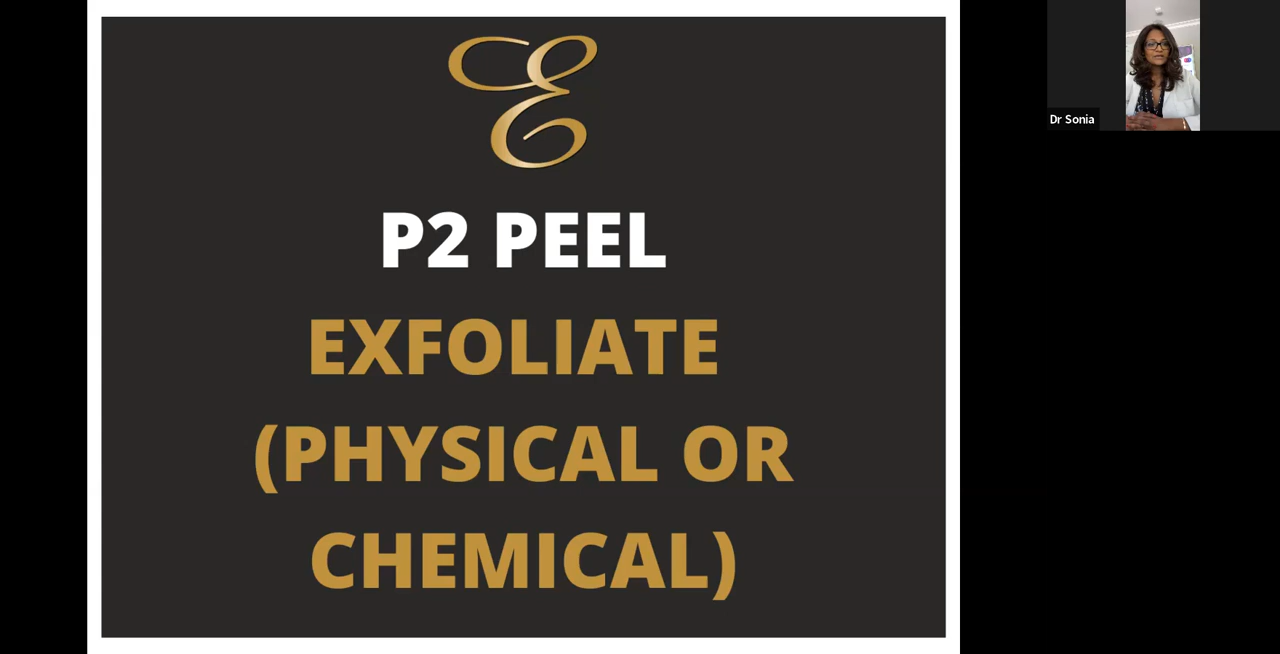 E
P2 PEEL
EXFOLIATE
(PHYSICAL OR
CHEMICAL)
Dr Sonia